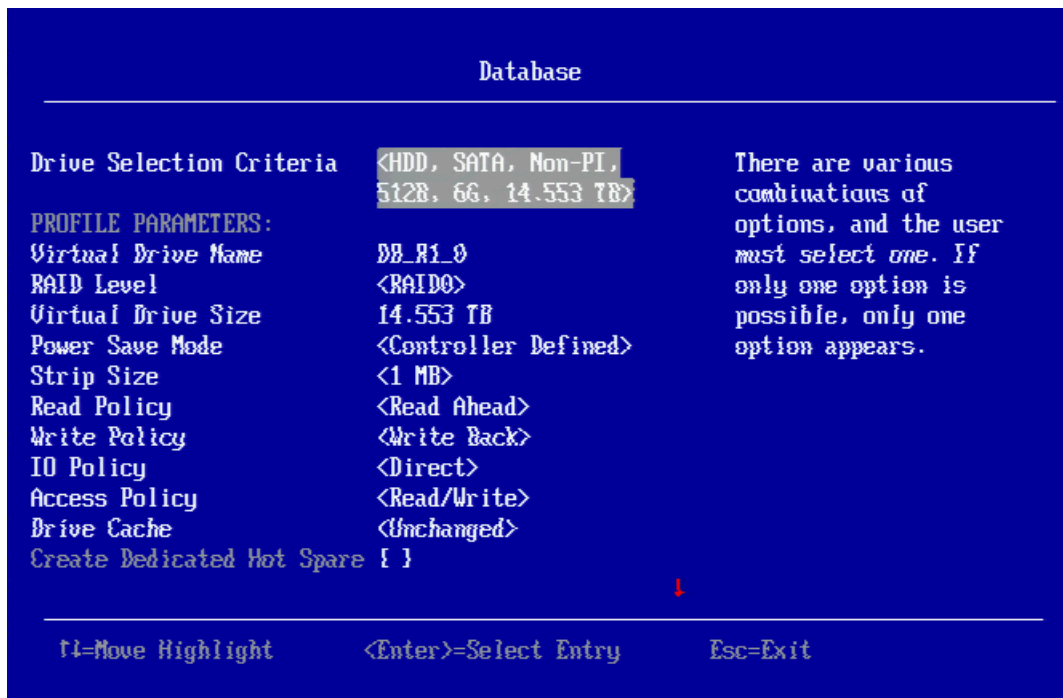 Database
Drive Selection Criteria <HDD, SATA, Non-PI,
512B, 6G, 14.553 TB>
PROFILE PARAMETERS:
Virtual Drive Name DB_R1_0
RAID Level <RAID0>
Virtual Drive Size 14.553 TB
Power Save Mode <Controller Defined>
Strip Size <1 MB>
Read Policy <Read Ahead>
Write Policy <Write Back>
IO Policy <Direct>
Access Policy <Read/Write>
Drive Cache <Unchanged>
Create Dedicated Hot Spare [ ]
There are various
combinations of
options, and the user
must select one. If
only one option is
possible, only one
option appears.
↓
↑↓=Move Highlight <Enter>=Select Entry Esc=Exit